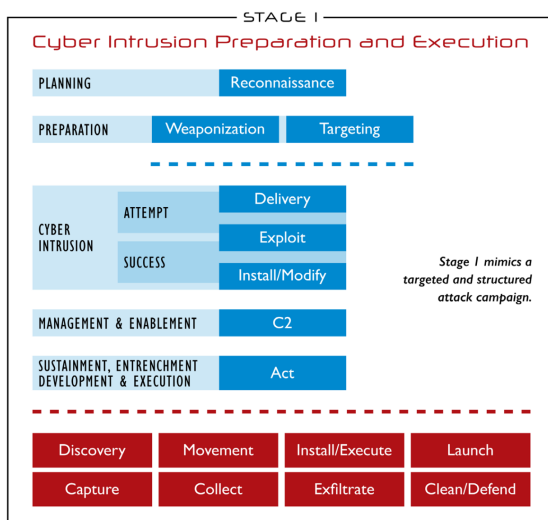 STAGE 1
Cyber Intrusion Preparation and Execution
PLANNING
Reconnaissance
PREPARATION
Weaponization
Targeting
CYBER
INTRUSION
ATTEMPT
SUCCESS
Delivery
Exploit
Install/Modify
Stage 1 mimics a
targeted and structured
attack campaign.
MANAGEMENT & ENABLEMENT
C2
SUSTAINMENT, ENTRENCHMENT
DEVELOPMENT & EXECUTION
Act
Discovery
Movement
Install/Execute
Launch
Capture
Collect
Exfiltrate
Clean/Defend